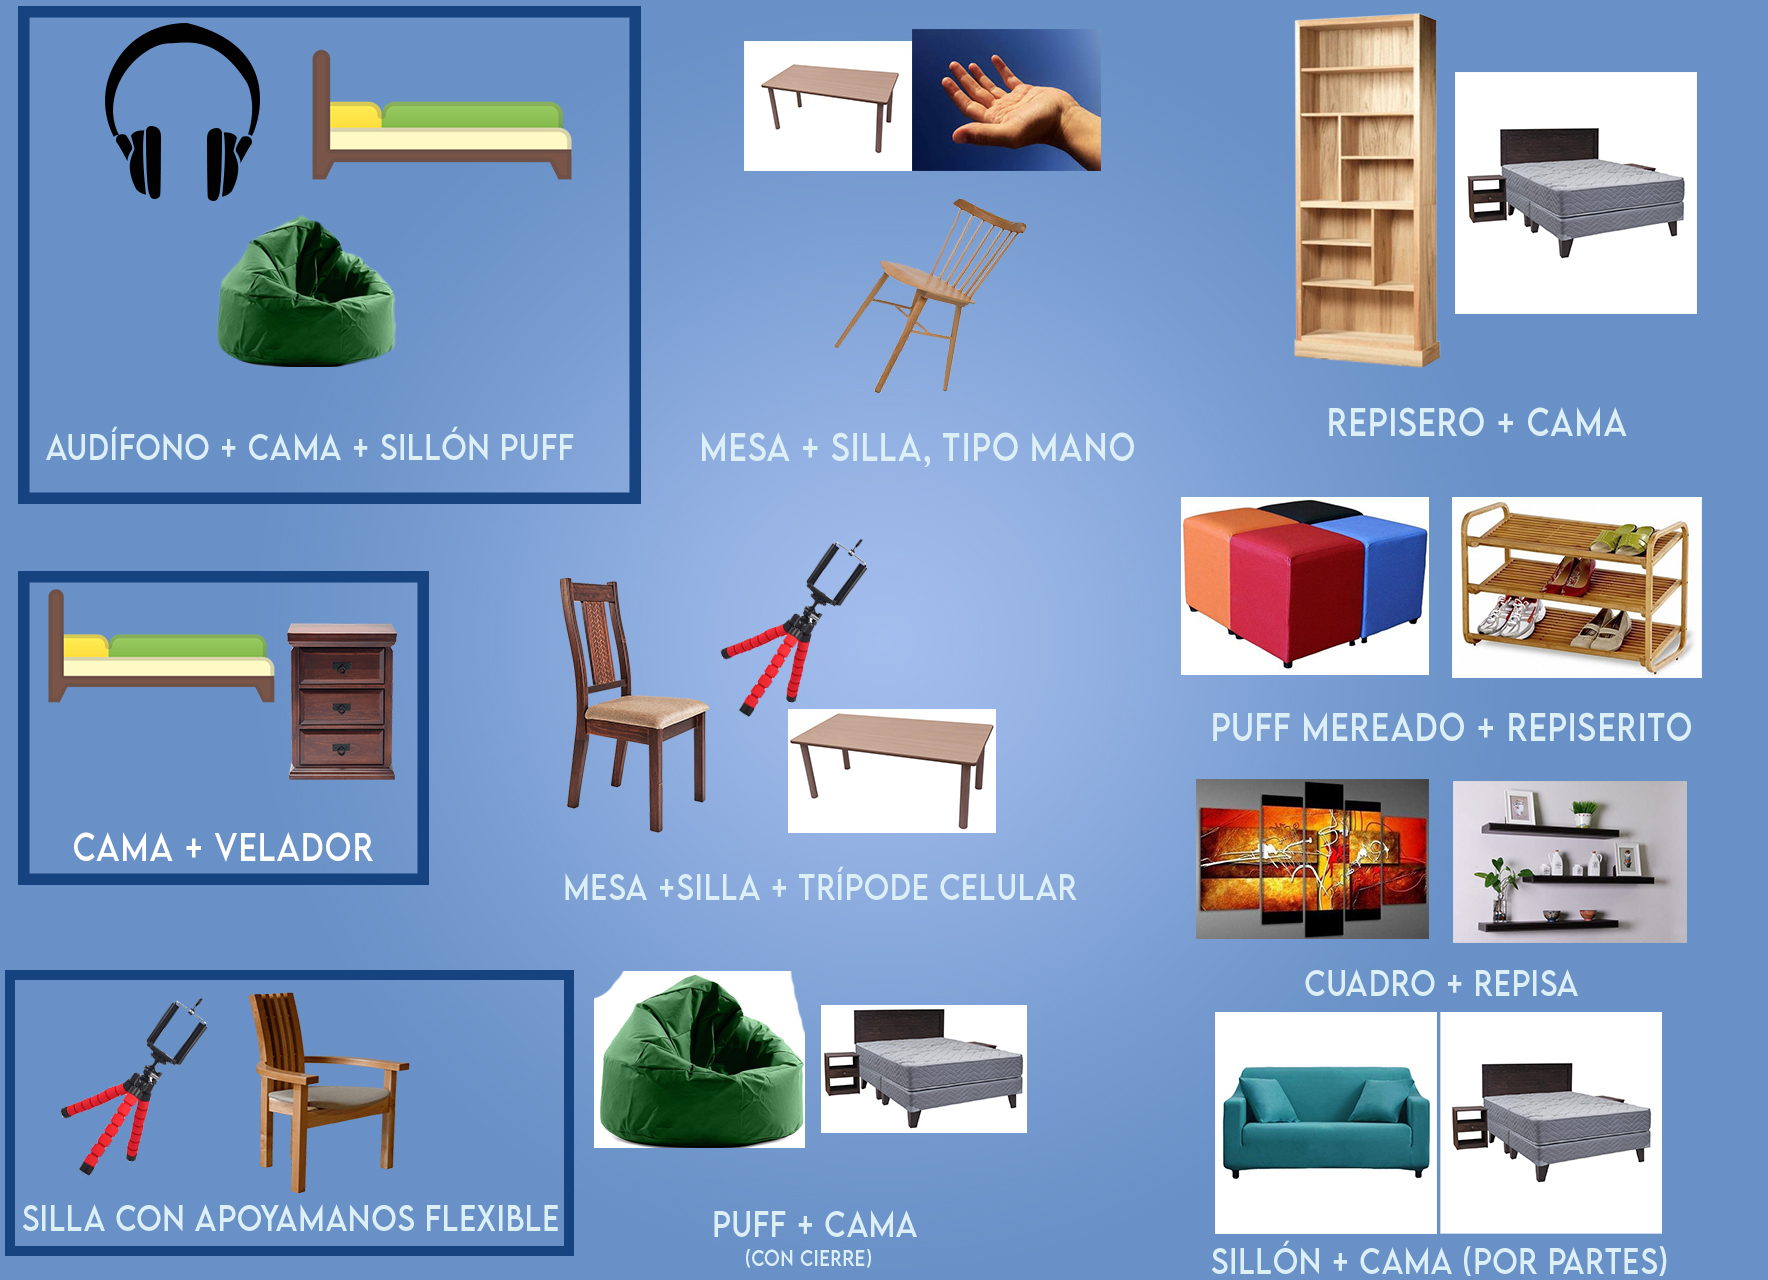 AUDÍFONO + CAMA + SILLÓN PUFF
MESA + SILLA, TIPO MANO
REPISERO + CAMA
CAMA + VELADOR
MESA +SILLA + TRÍPODE CELULAR
PUFF MEREADO + REPISERITO
CUADRO + REPISA
SILLA CON APOYAMANOS FLEXIBLE
PUFF + CAMA
(CON CIERRE)
SILLÓN + CAMA (POR PARTES)